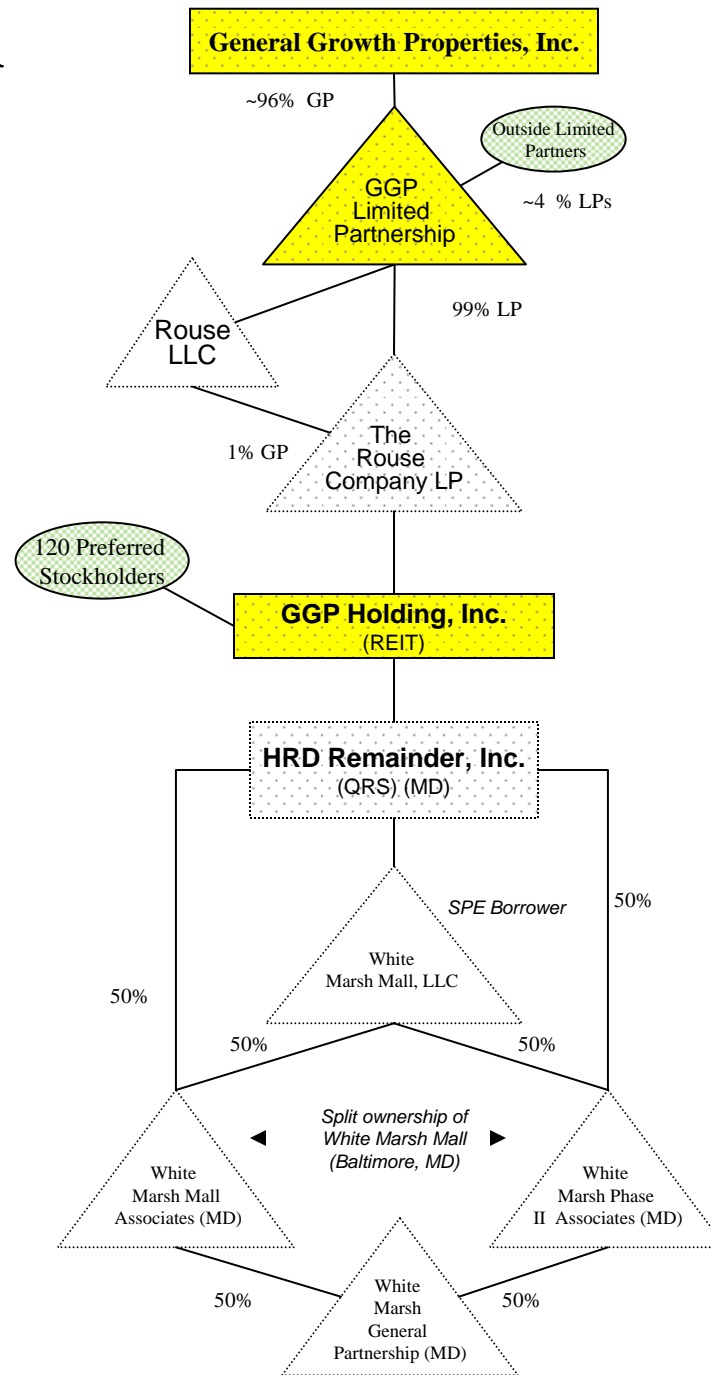 General Growth Properties, Inc.
~96% GP
Outside Limited
Partners
GGP
Limited
Partnership
~4 % LPs
99% LP
Rouse
LLC
1% GP
The
Rouse
Company LP
120 Preferred
Stockholders
GGP Holding, Inc.
(REIT)
HRD Remainder, Inc.
(QRS) (MD)
SPE Borrower
50%
White
Marsh Mall, LLC
50%
50%
50%
Split ownership of
White Marsh Mall
(Baltimore, MD)
White
Marsh Mall
Associates (MD)
White
Marsh Phase
II Associates (MD)
50%
50%
White
Marsh
General
Partnership (MD)